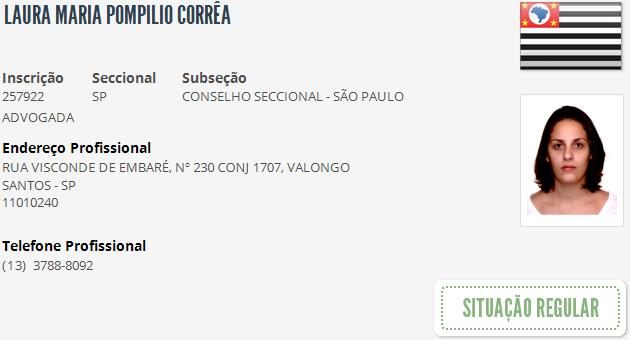 LAURA MARIA POMPILIO CORRÊA
Inscrição Seccional Subseção
257922 SP CONSELHO SECCIONAL - SÃO PAULO
ADVOGADA
Endereço Profissional
RUA VISCONDE DE EMBARÉ, Nº 230 CONJ 1707, VALONGO
SANTOS - SP
11010240
Telefone Profissional
(13) 3788-8092
SITUAÇÃO REGULAR